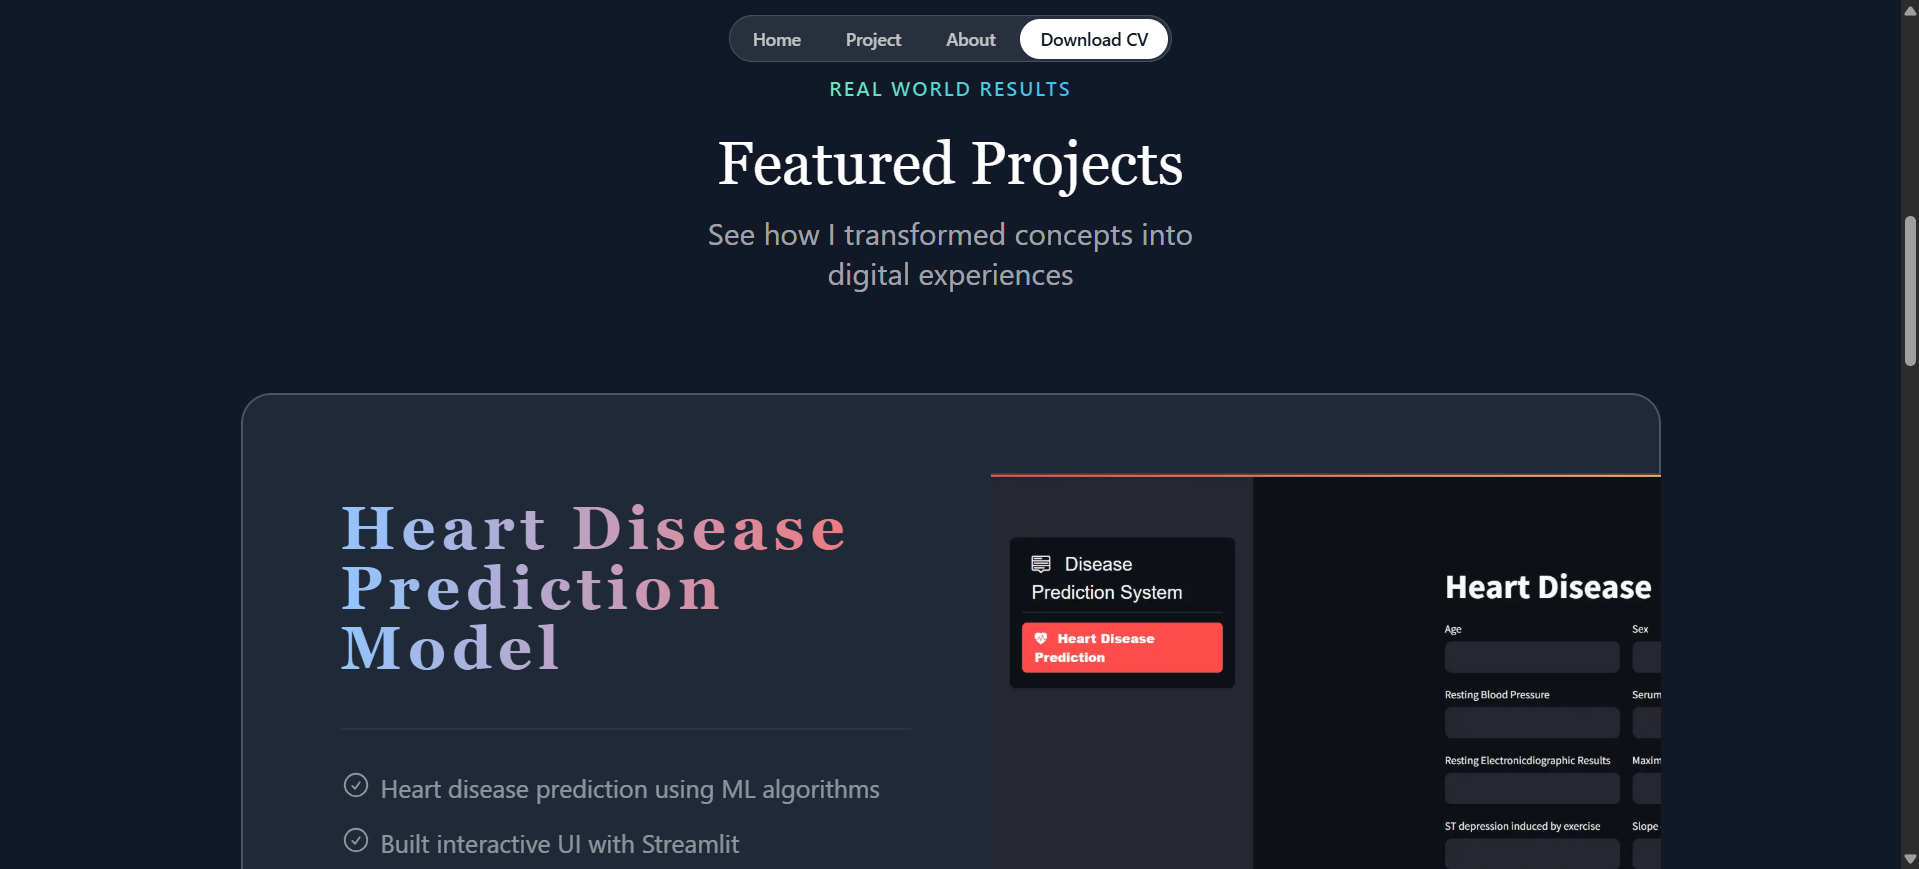 Home Project About Download CV
REAL WORLD RESULTS
Featured Projects
See how I transformed concepts into
digital experiences
Heart Disease
Prediction
Model
Heart disease prediction using ML algorithms
Built interactive UI with Streamlit
Disease
Prediction System
Heart Disease
Prediction
Heart Disease
Age Sex
Resting Blood Pressure Serum
Resting Electronicdiographic Results Maxim
ST depression induced by exercise Slope